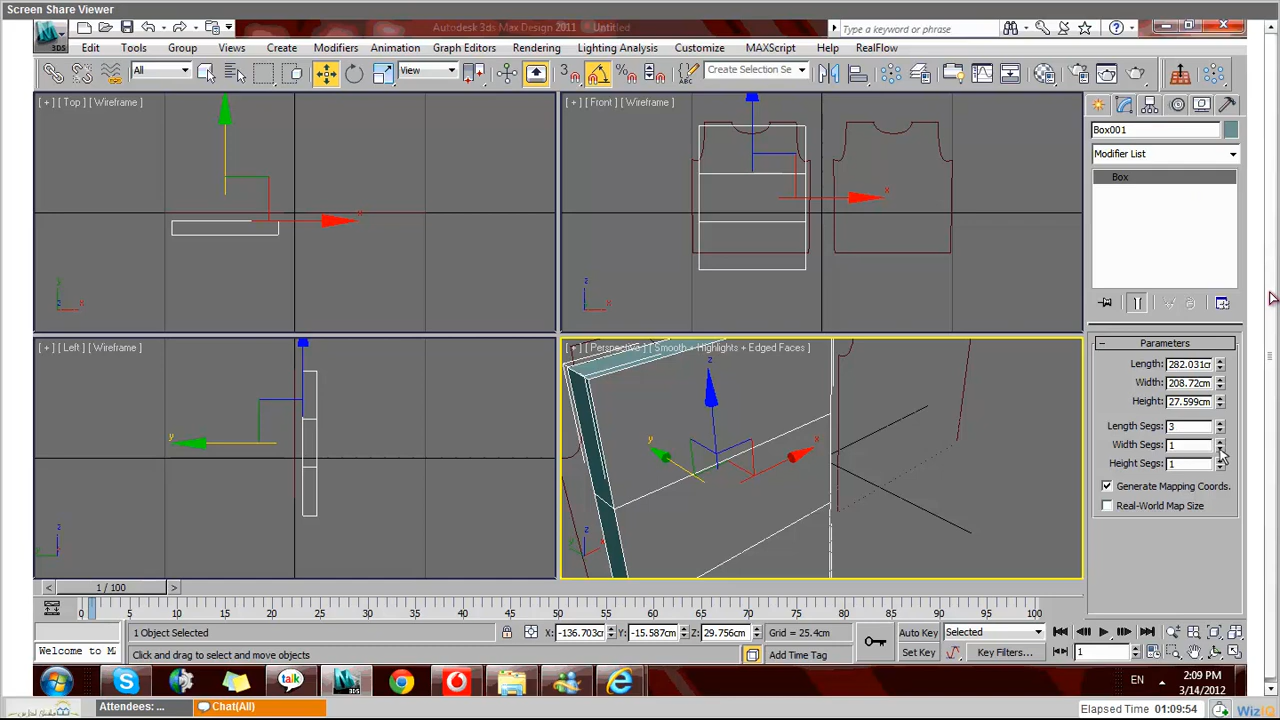 Screen Share Viewer
Autodesk 3ds Max Design 2011 Untitled
Type a keyword or phrase
3DS
Edit Tools Group Views Create Modifiers Animation Graph Editors Rendering Lighting Analysis Customize MAXScript Help RealFlow
All View 3 Create Selection Se
[ + ] [ Top ] [ Wireframe ]
[ + ] [ Front ] [ Wireframe ]
Box001
Modifier List
Box
x
x
y
x
z
z
x
[ + ] [ Left ] [ Wireframe ]
[ + ] [ Perspective ] [ Smooth + Highlights + Edged Faces ]
Parameters
Length: 282.031cm
Width: 208.72cm
Height: 27.599cm
Length Segs: 3
Width Segs: 1
Height Segs: 1
Generate Mapping Coords.
Real-World Map Size
z
y
x
y
z
z
1 / 100
0 5 10 15 20 25 30 35 40 45 50 55 60 65 70 75 80 85 90 95 100
1 Object Selected X: -136.703cm Y: -15.587cm Z: 29.756cm Grid = 25.4cm Auto Key Selected
Welcome to M Click and drag to select and move objects Add Time Tag Set Key Key Filters... 1
talk 3DS EN 2:09 PM
3/14/2012
Attendees: ... Chat(All) Elapsed Time 01:09:54 WizIQ